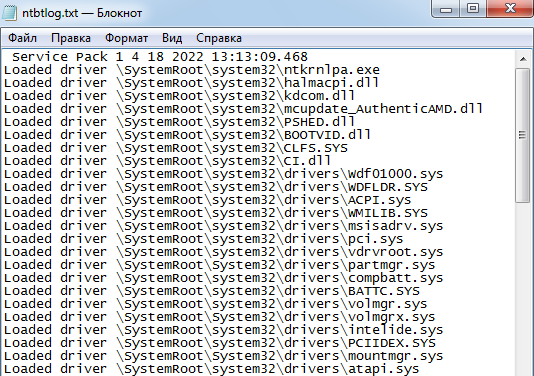 ntbtlog.txt — Блокнот
Файл Правка Формат Вид Справка
Service Pack 1 4 18 2022 13:13:09.468
Loaded driver \SystemRoot\system32\ntkrnlpa.exe
Loaded driver \SystemRoot\system32\halmacpi.dll
Loaded driver \SystemRoot\system32\kdcom.dll
Loaded driver \SystemRoot\system32\mcupdate_AuthenticAMD.dll
Loaded driver \SystemRoot\system32\PSHED.dll
Loaded driver \SystemRoot\system32\BOOTVID.dll
Loaded driver \SystemRoot\system32\CLFS.SYS
Loaded driver \SystemRoot\system32\CI.dll
Loaded driver \SystemRoot\system32\drivers\Wdf01000.sys
Loaded driver \SystemRoot\system32\drivers\WDFLDR.SYS
Loaded driver \SystemRoot\system32\drivers\ACPI.sys
Loaded driver \SystemRoot\system32\drivers\WMILIB.SYS
Loaded driver \SystemRoot\system32\drivers\msisadrv.sys
Loaded driver \SystemRoot\system32\drivers\pci.sys
Loaded driver \SystemRoot\system32\drivers\vdrvroot.sys
Loaded driver \SystemRoot\system32\drivers\partmgr.sys
Loaded driver \SystemRoot\system32\drivers\compbatt.sys
Loaded driver \SystemRoot\system32\drivers\BATTC.SYS
Loaded driver \SystemRoot\system32\drivers\volmgr.sys
Loaded driver \SystemRoot\system32\drivers\volmgrx.sys
Loaded driver \SystemRoot\system32\drivers\intelide.sys
Loaded driver \SystemRoot\system32\drivers\PCIIDEX.SYS
Loaded driver \SystemRoot\system32\drivers\mountmgr.sys
Loaded driver \SystemRoot\system32\drivers\atapi.sys